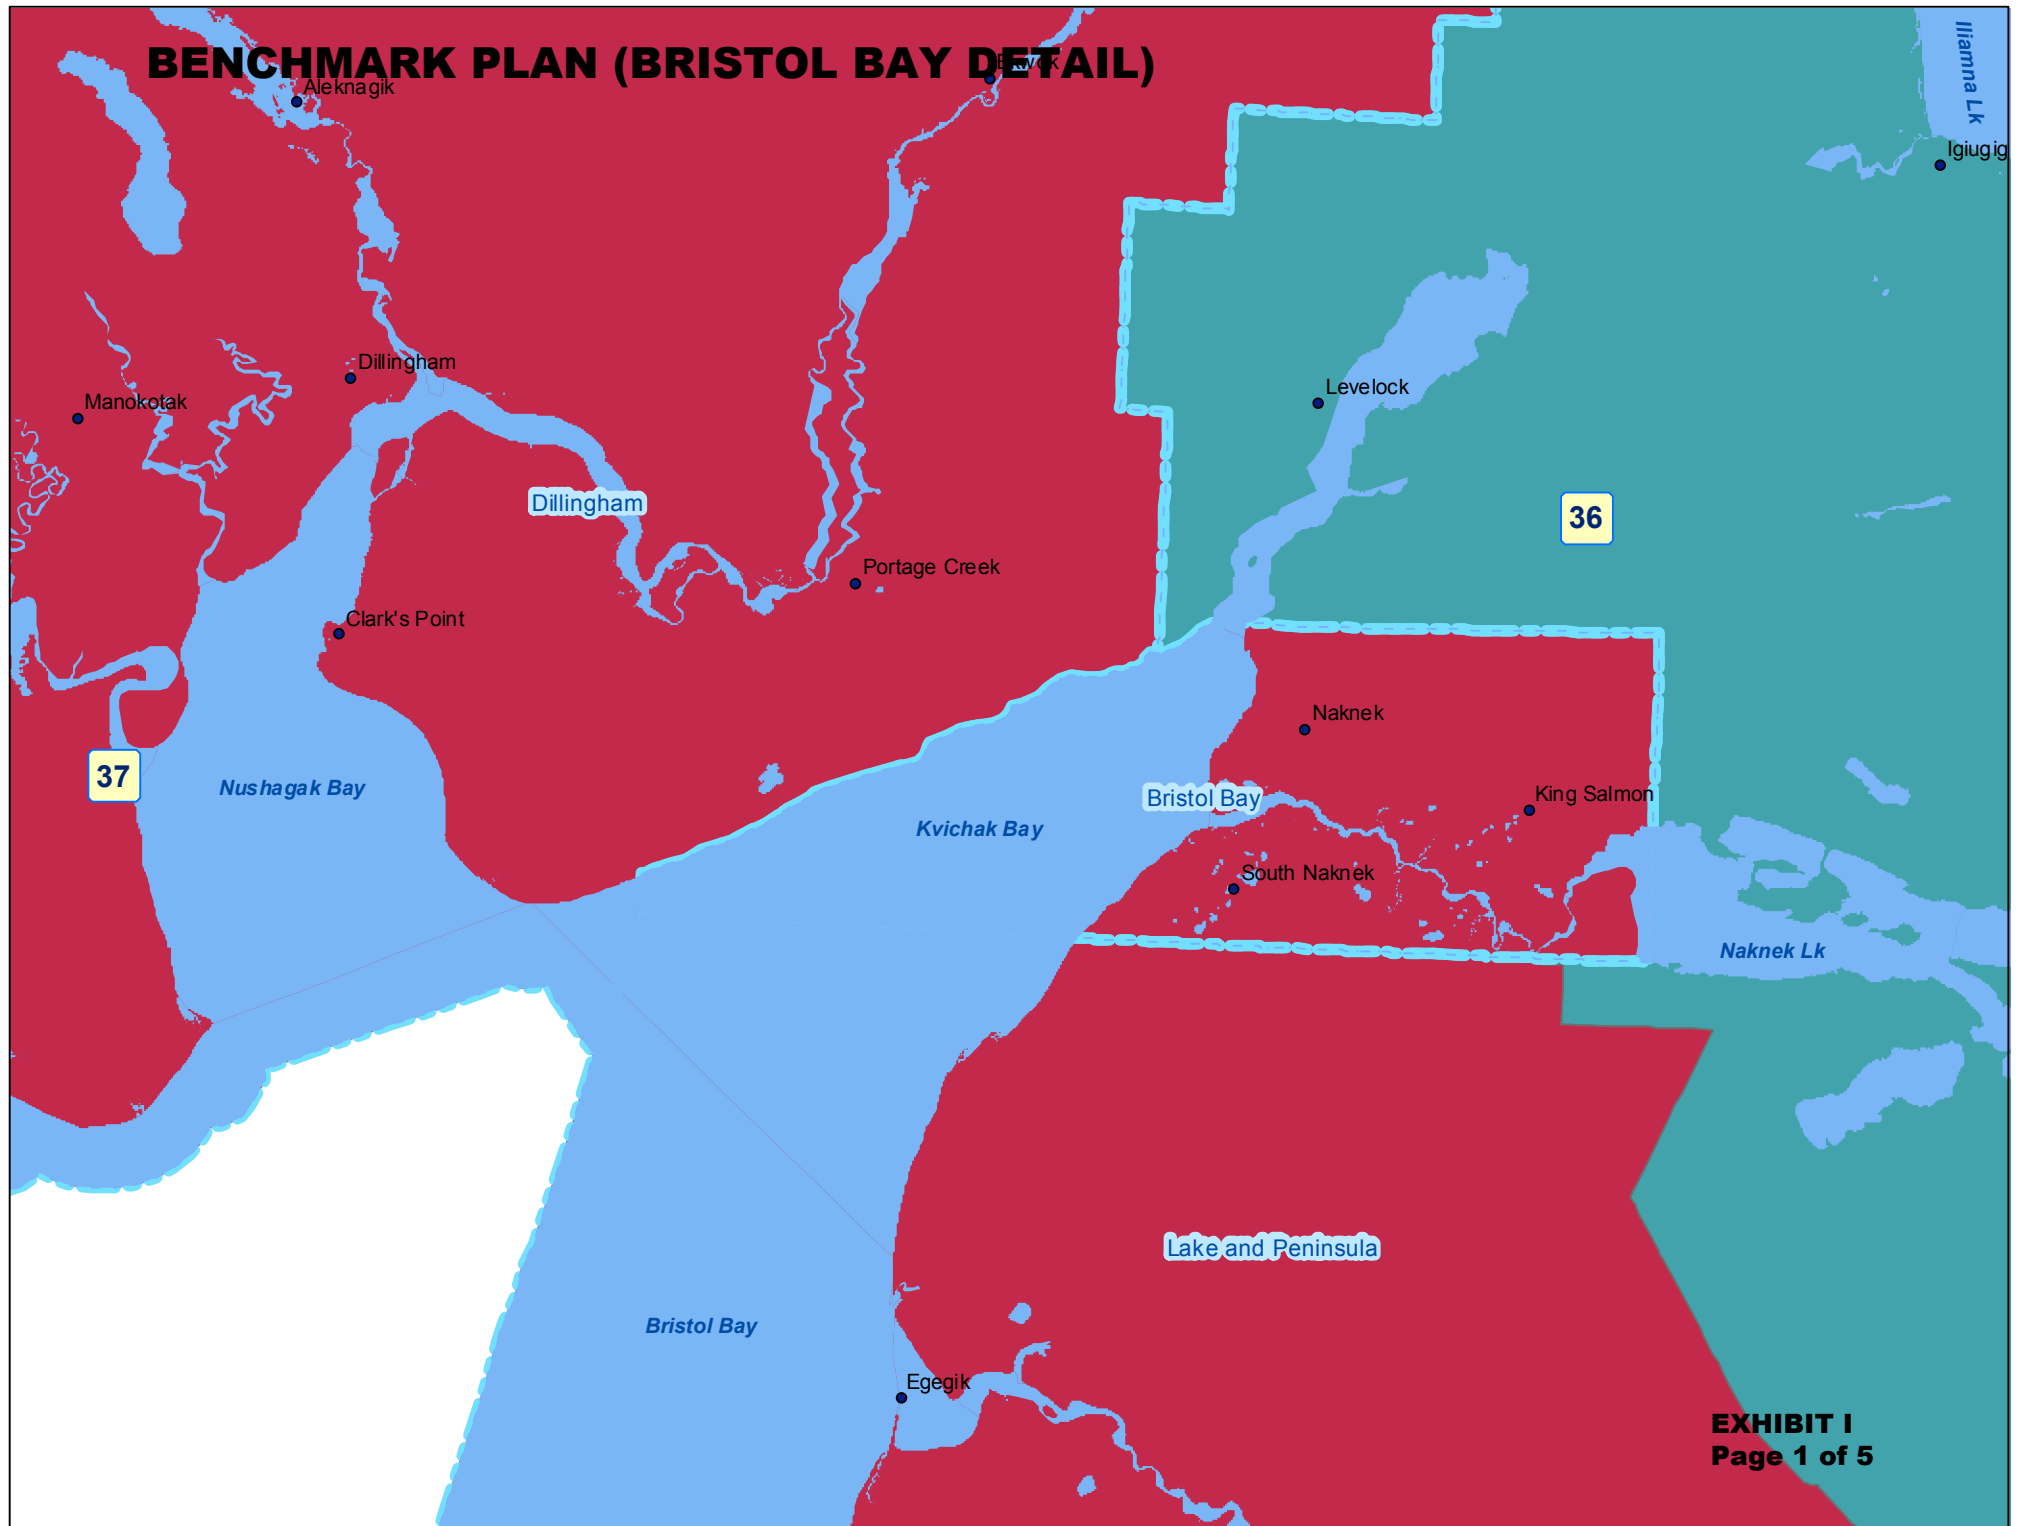 BENCHMARK PLAN (BRISTOL BAY DETAIL)
Iliamna Lk
Ekwok
Aleknagik
Igiugig
Dillingham
Levelock
Manokotak
Dillingham
36
Portage Creek
Clark's Point
Naknek
37
Nushagak Bay
Bristol Bay
King Salmon
Kvichak Bay
South Naknek
Naknek Lk
Lake and Peninsula
Bristol Bay
Egegik
EXHIBIT I
Page 1 of 5